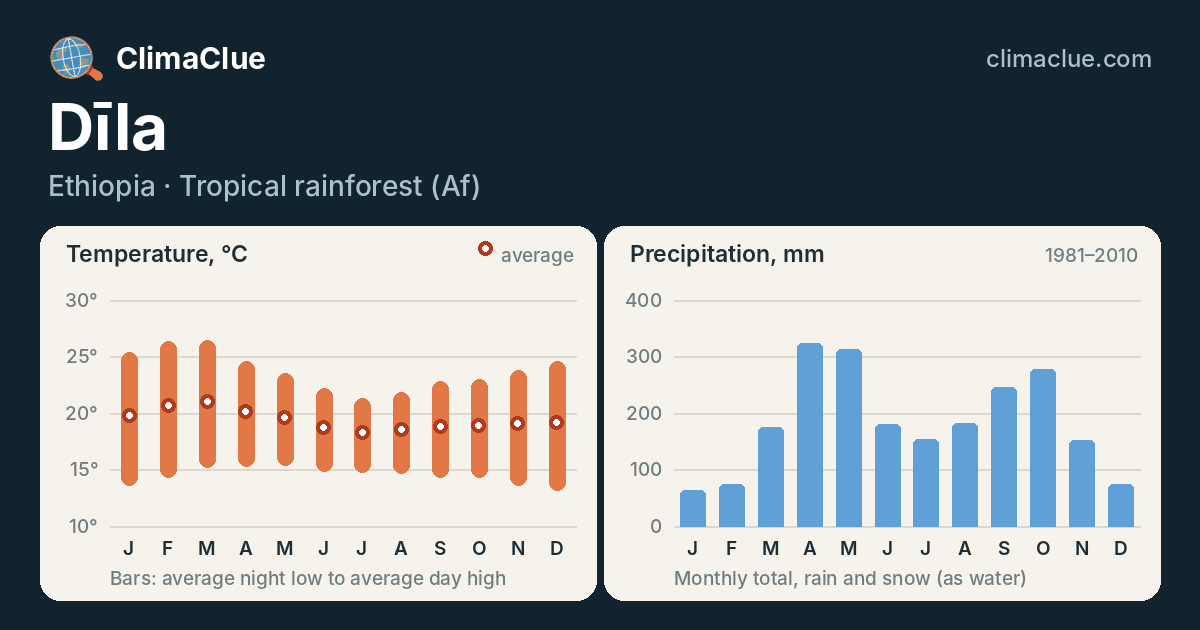 ClimaClue
climaclue.com
Dīla
Ethiopia · Tropical rainforest (Af)
Temperature, °C
average
30°
25°
20°
15°
10°
J F M A M J J A S O N D
Bars: average night low to average day high
Precipitation, mm
1981–2010
400
300
200
100
0
J F M A M J J A S O N D
Monthly total, rain and snow (as water)